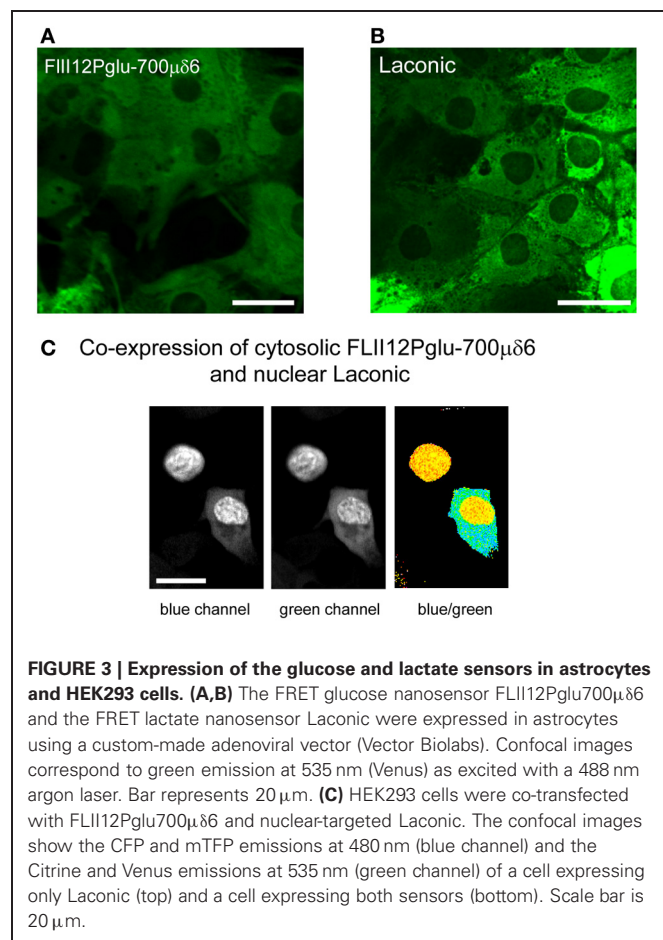 A
B
FIII12Pglu-700μδ6
Laconic
C Co-expression of cytosolic FLII12Pglu-700μδ6
and nuclear Laconic
blue channel
green channel
blue/green
FIGURE 3 | Expression of the glucose and lactate sensors in astrocytes
and HEK293 cells. (A,B) The FRET glucose nanosensor FLII12Pglu700μδ6
and the FRET lactate nanosensor Laconic were expressed in astrocytes
using a custom-made adenoviral vector (Vector Biolabs). Confocal images
correspond to green emission at 535 nm (Venus) as excited with a 488 nm
argon laser. Bar represents 20 μm. (C) HEK293 cells were co-transfected
with FLII12Pglu700μδ6 and nuclear-targeted Laconic. The confocal images
show the CFP and mTFP emissions at 480 nm (blue channel) and the
Citrine and Venus emissions at 535 nm (green channel) of a cell expressing
only Laconic (top) and a cell expressing both sensors (bottom). Scale bar is
20 μm.